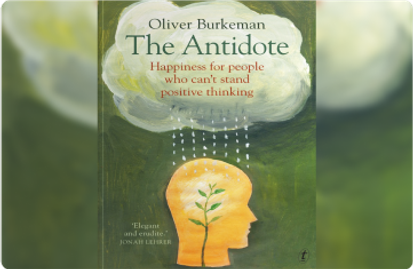 Oliver Burkeman
The Antidote
Happiness for people
who can't stand
positive thinking
'Elegant
and erudite.'
JONAH LEHRER
t